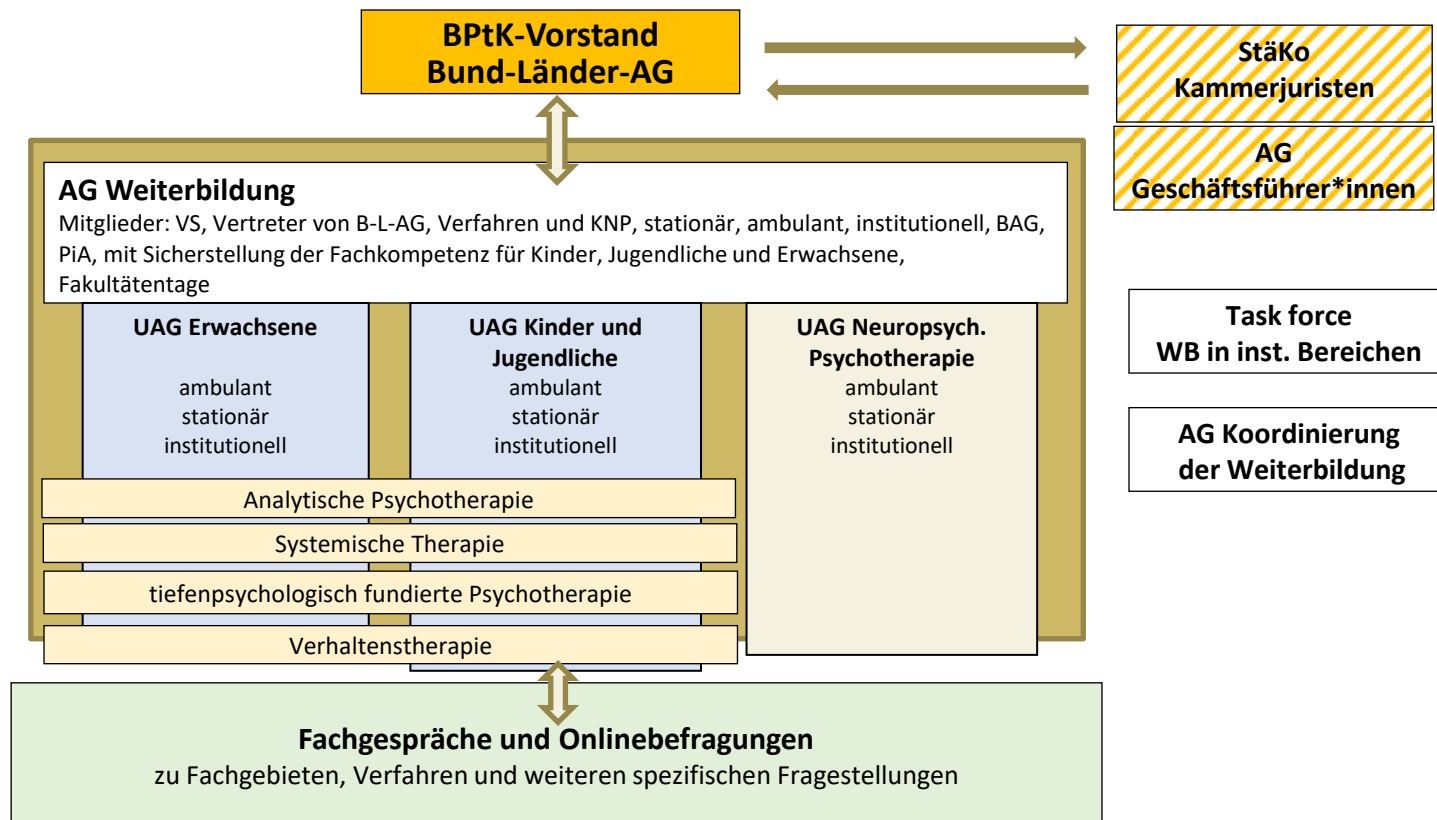 BPtK-Vorstand
Bund-Länder-AG
StäKo
Kammerjuristen
AG
Geschäftsführer*innen
AG Weiterbildung
Mitglieder: VS, Vertreter von B-L-AG, Verfahren und KNP, stationär, ambulant, institutionell, BAG,
PiA, mit Sicherstellung der Fachkompetenz für Kinder, Jugendliche und Erwachsene,
Fakultätentage
UAG Erwachsene
ambulant
stationär
institutionell
UAG Kinder und
Jugendliche
ambulant
stationär
institutionell
UAG Neuropsych.
Psychotherapie
ambulant
stationär
institutionell
Task force
WB in inst. Bereichen
AG Koordinierung
der Weiterbildung
Analytische Psychotherapie
Systemische Therapie
tiefenpsychologisch fundierte Psychotherapie
Verhaltenstherapie
Fachgespräche und Onlinebefragungen
zu Fachgebieten, Verfahren und weiteren spezifischen Fragestellungen